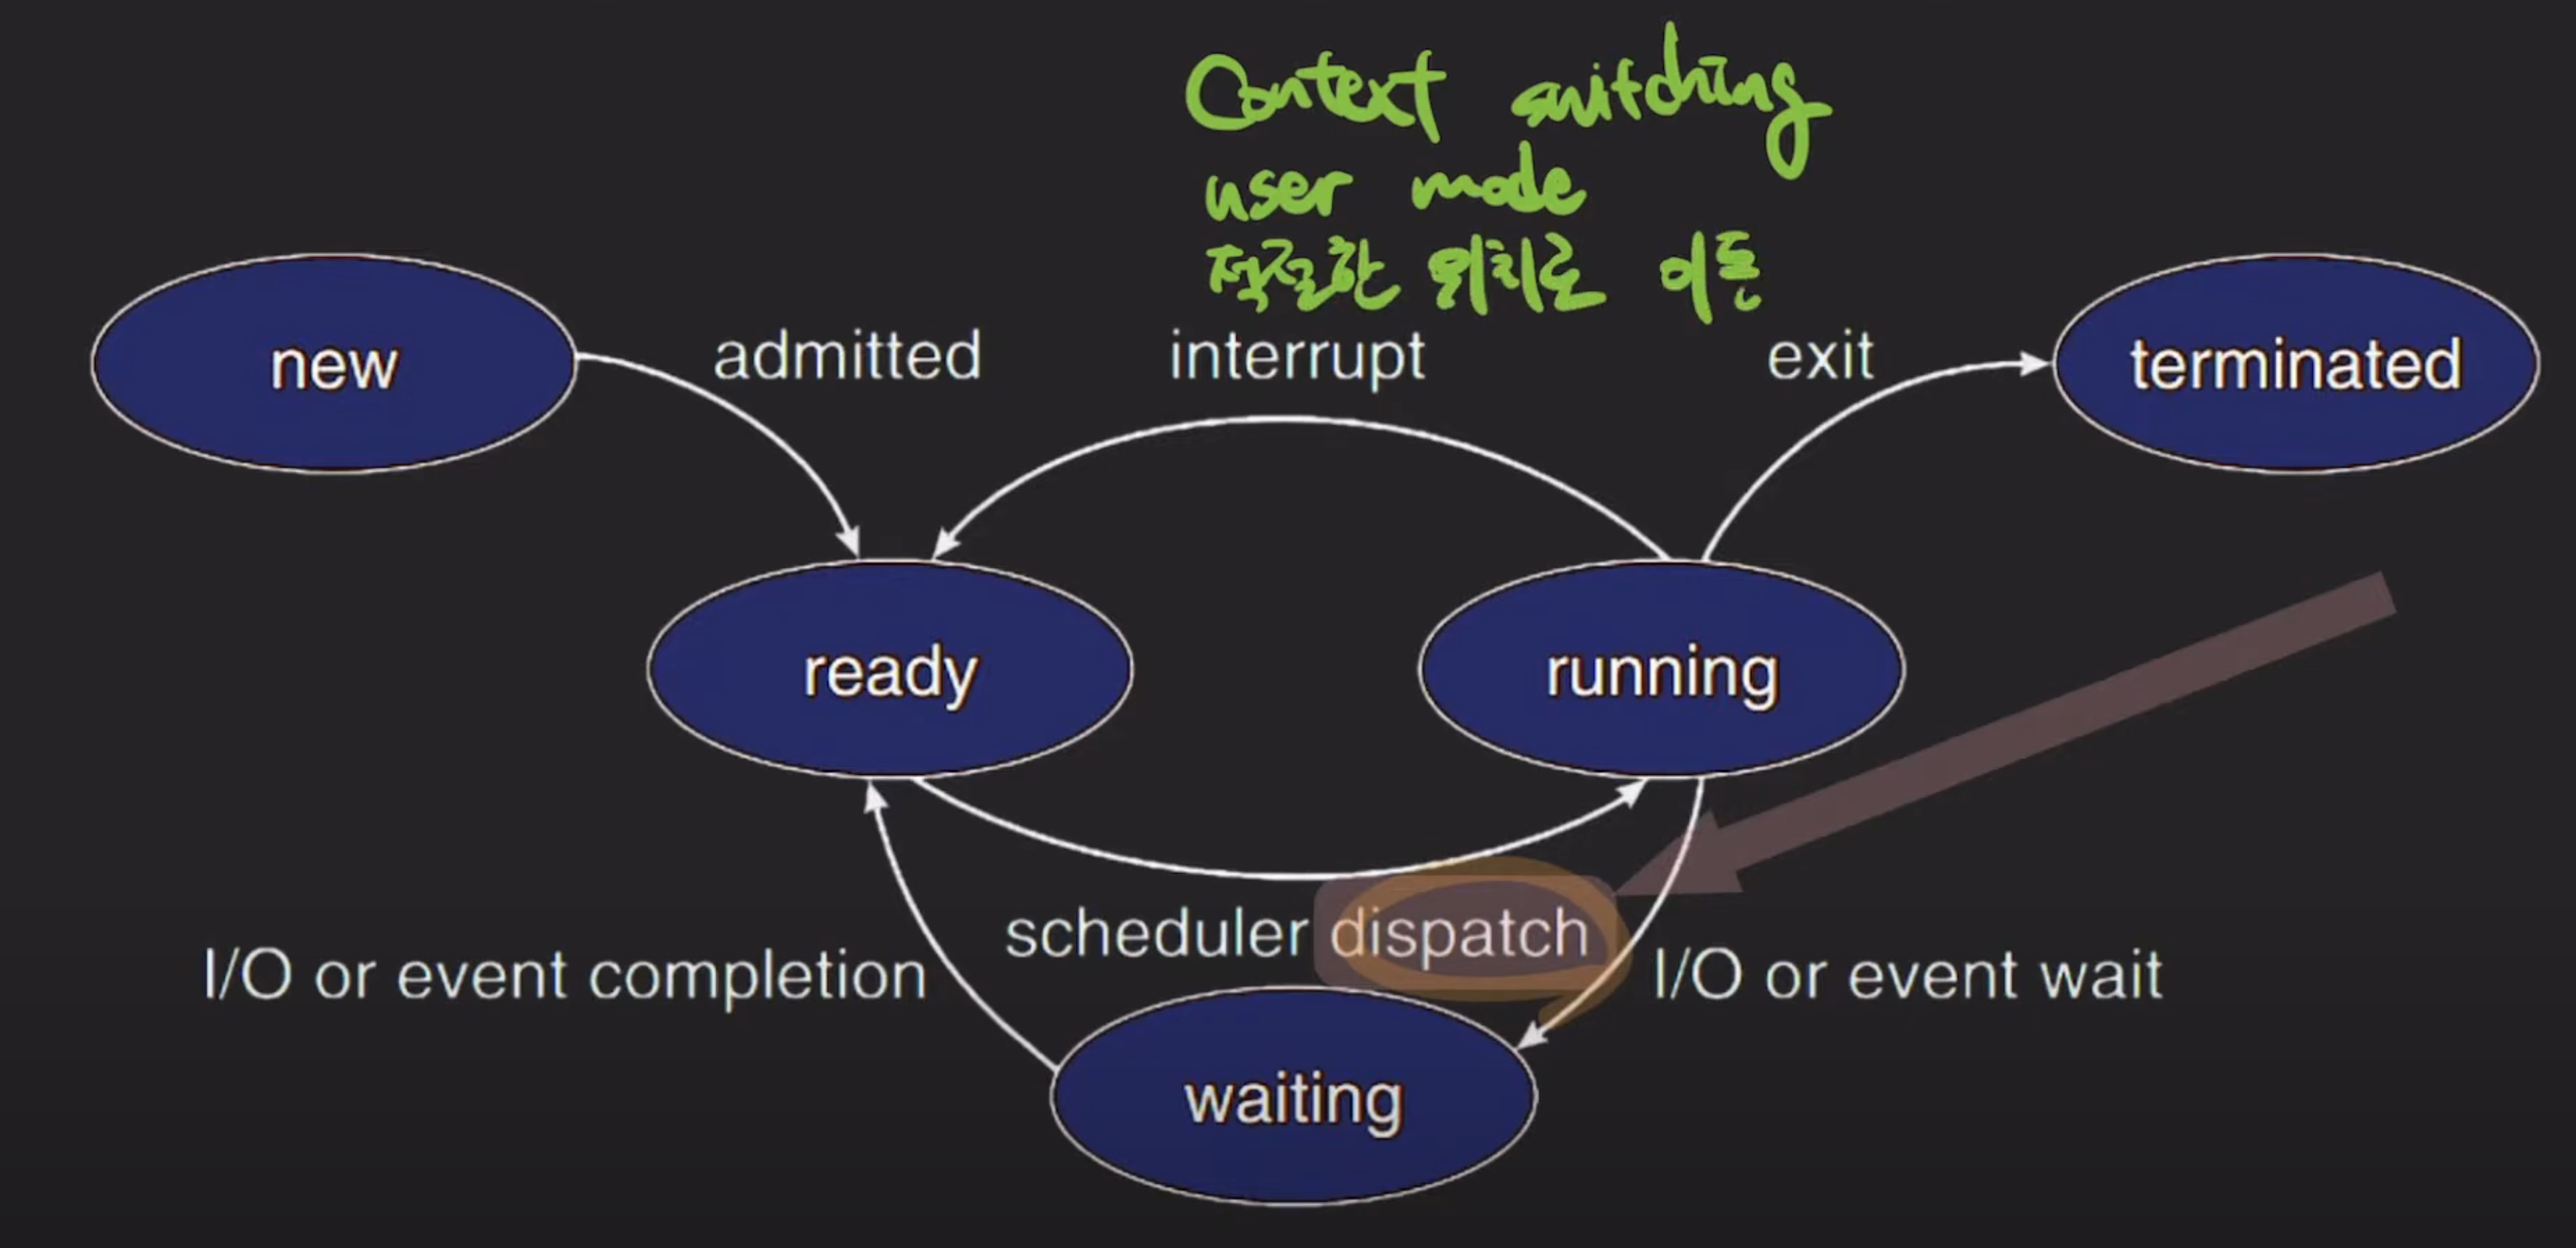 Context switching
user mode
적절한 위치로 이동
new
admitted
interrupt
exit
terminated
ready
running
scheduler dispatch
I/O or event completion
I/O or event wait
waiting